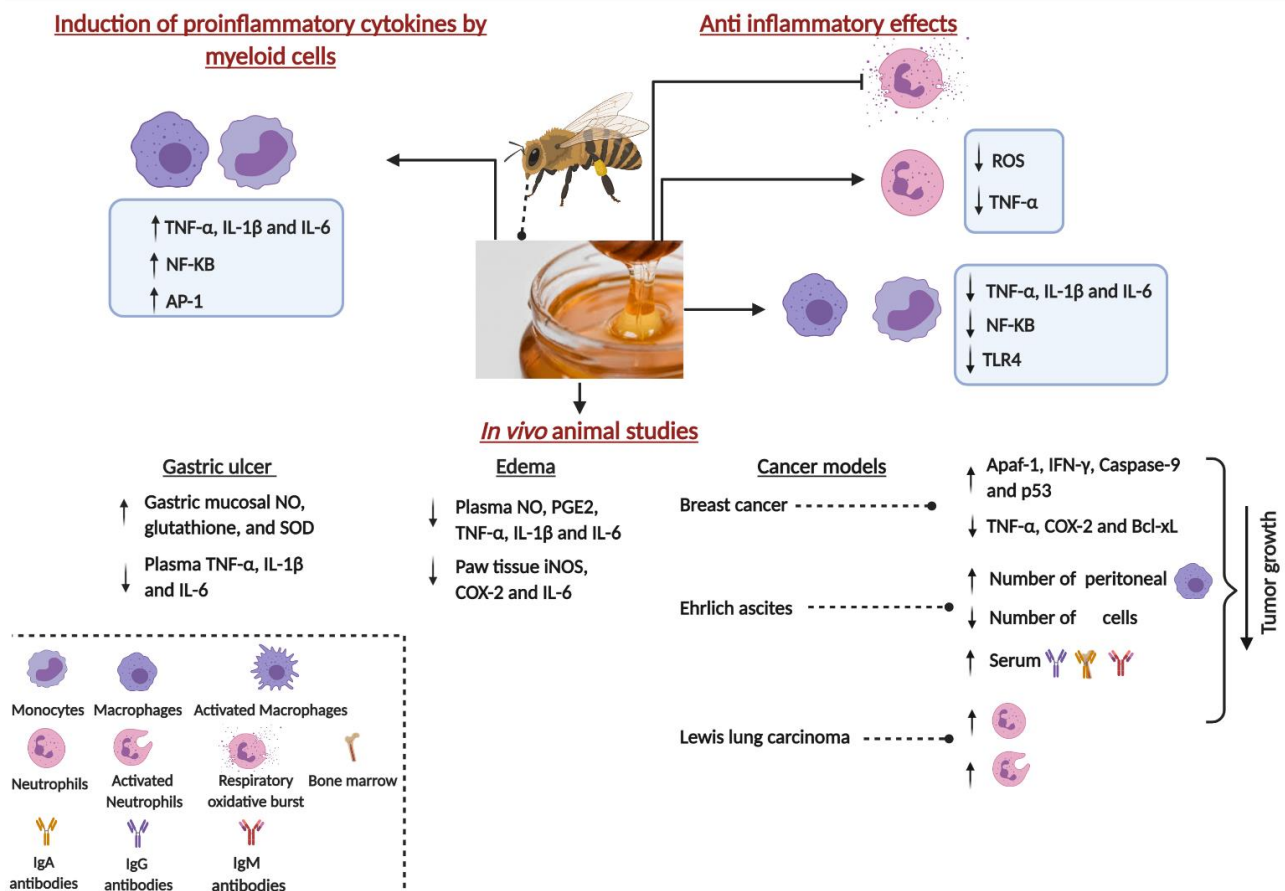 Induction of proinflammatory cytokines by
myeloid cells
↑ TNF-α, IL-1β and IL-6
↑ NF-KB
↑ AP-1
Anti inflammatory effects
↓ ROS
↓ TNF-α
↓ TNF-α, IL-1β and IL-6
↓ NF-KB
↓ TLR4
In vivo animal studies
Gastric ulcer
↑ Gastric mucosal NO,
glutathione, and SOD
↓ Plasma TNF-α, IL-1β
and IL-6
Edema
↓ Plasma NO, PGE2,
TNF-α, IL-1β and IL-6
↓ Paw tissue iNOS,
COX-2 and IL-6
Cancer models
Breast cancer
↑ Apaf-1, IFN-γ, Caspase-9
and p53
↓ TNF-α, COX-2 and Bcl-xL
Ehrlich ascites
↑ Number of peritoneal
↓ Number of cells
↑ Serum
Lewis lung carcinoma
↑
↑
Tumor growth
Monocytes
Macrophages
Activated Macrophages
Neutrophils
Activated
Neutrophils
Respiratory
oxidative burst
Bone marrow
IgA
antibodies
IgG
antibodies
IgM
antibodies